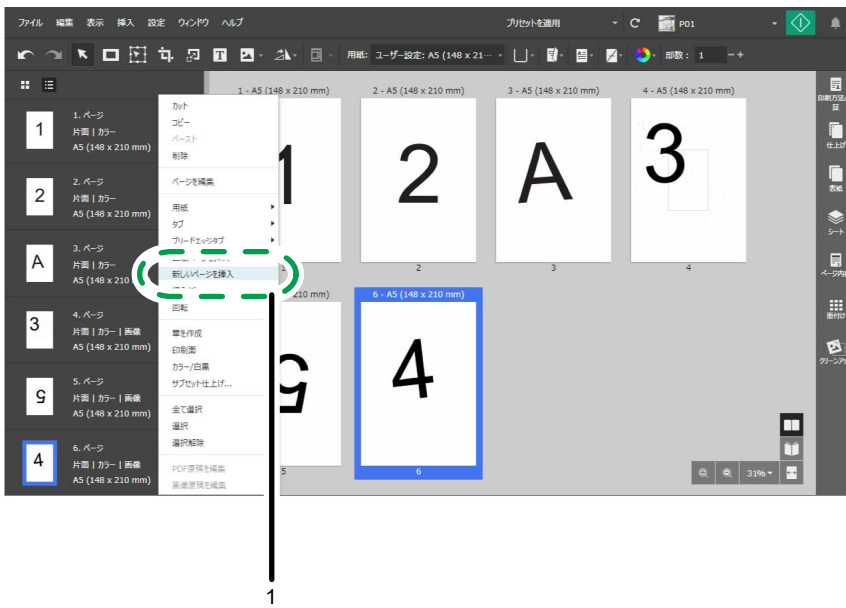 ファイル 編集 表示 挿入 設定 ウィンドウ ヘルプ
プリセットを適用
P01
用紙: ユーザー設定: A5 (148 x 21…
部数: 1 -+
1 1. ページ
片面 | カラー
A5 (148 x 210 mm)
2 2. ページ
片面 | カラー
A5 (148 x 210 mm)
A 3. ページ
片面 | カラー
A5 (148 x 210
3 4. ページ
片面 | カラー | 画像
A5 (148 x 210 mm)
5 5. ページ
片面 | カラー | 画像
A5 (148 x 210 mm)
4 6. ページ
片面 | カラー | 画像
A5 (148 x 210 mm)
カット
コピー
ペースト
削除
ページを編集
用紙
タブ
ブリードエッジタブ
新しいページを挿入
回転
章を作成
印刷面
カラー/白黒
サブセット仕上げ...
全て選択
選択
選択解除
PDF原稿を編集
画像原稿を編集
1 - A5 (148 x 210 mm)
2 - A5 (148 x 210 mm)
3 - A5 (148 x 210 mm)
4 - A5 (148 x 210 mm)
1
2
A
3
1
2
3
4
210 mm)
6 - A5 (148 x 210 mm)
5
4
5
6
31%
仕上げ
表紙
シート
面付け
1